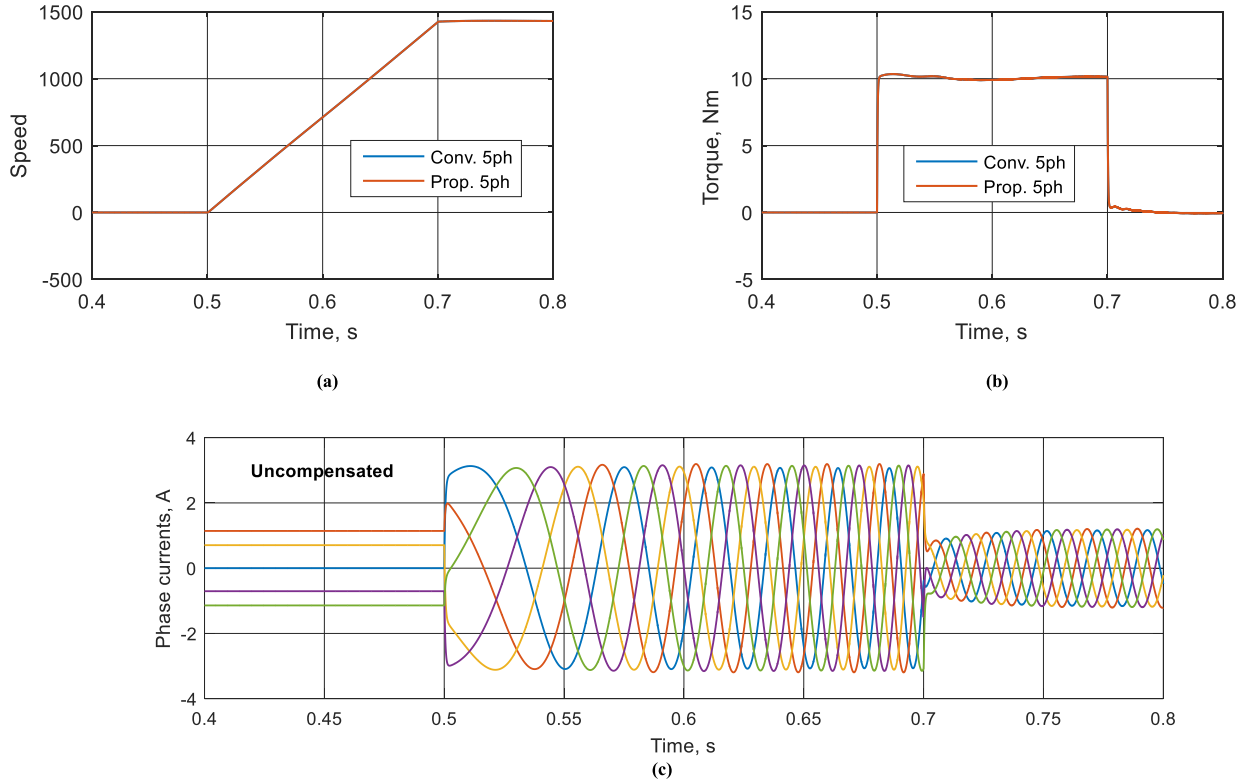 1500
1000
500
0
-500
Speed
0.4 0.5 0.6 0.7 0.8
Time, s
Conv. 5ph
Prop. 5ph
(a)
15
10
5
0
-5
Torque, Nm
0.4 0.5 0.6 0.7 0.8
Time, s
Conv. 5ph
Prop. 5ph
(b)
4
2
0
-2
-4
Phase currents, A
Uncompensated
0.4 0.45 0.5 0.55 0.6 0.65 0.7 0.75 0.8
Time, s
(c)